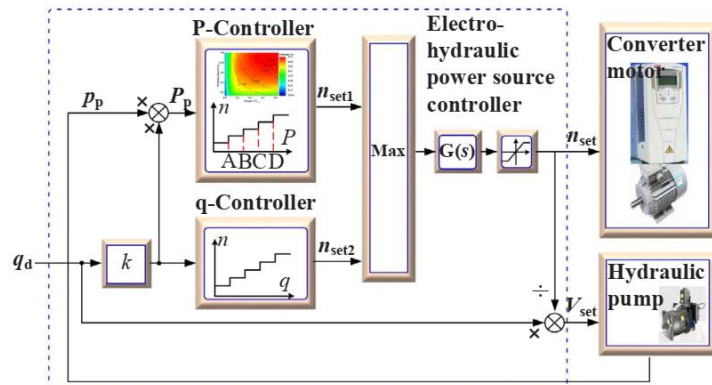 P-Controller
Electro-
hydraulic
power source
controller
Converter
motor
p_p
P_p
×
×
n
P
ABCD
n_set1
Max
G(s)
n_set
q-Controller
n
q
n_set2
q_d
k
÷
×
V_set
Hydraulic
pump